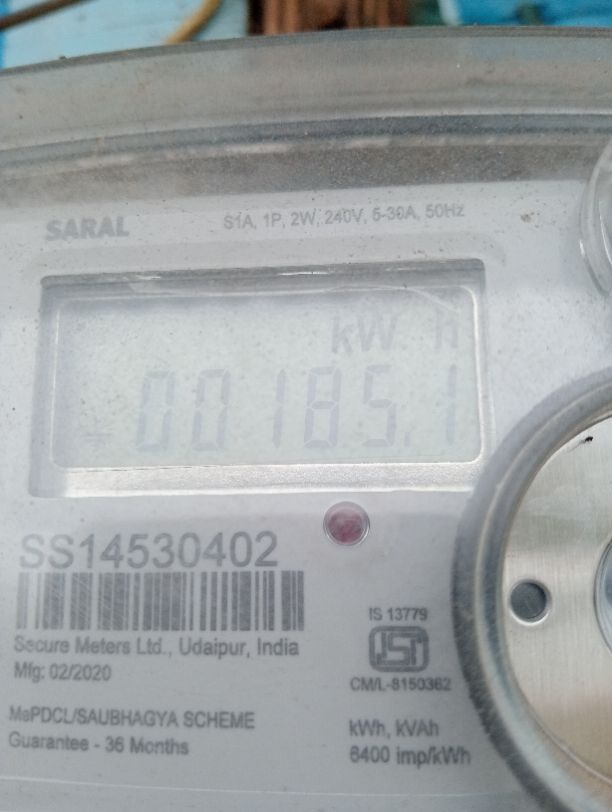 SARAL
S1A, 1P, 2W, 240V, 5-30A, 50Hz
kW h
00185.1
SS14530402
Secure Meters Ltd., Udaipur, India
Mfg: 02/2020
IS 13779
ISI
CM/L-8150362
MePDCL/SAUBHAGYA SCHEME
Guarantee - 36 Months
kWh, kVAh
6400 imp/kWh